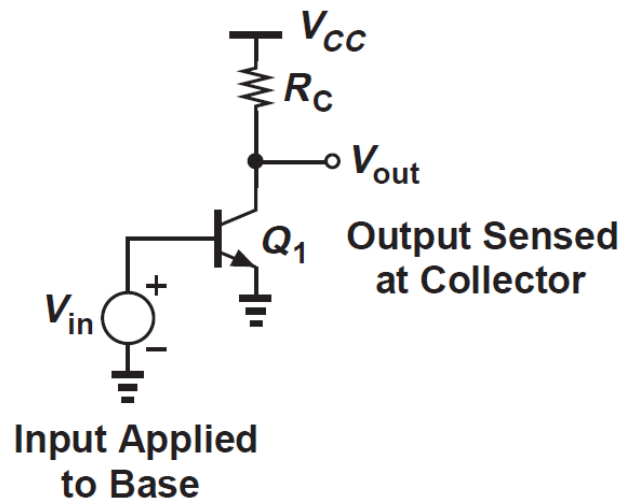 V_CC
R_C
V_out
Q_1
Output Sensed
at Collector
V_in
+
−
Input Applied
to Base